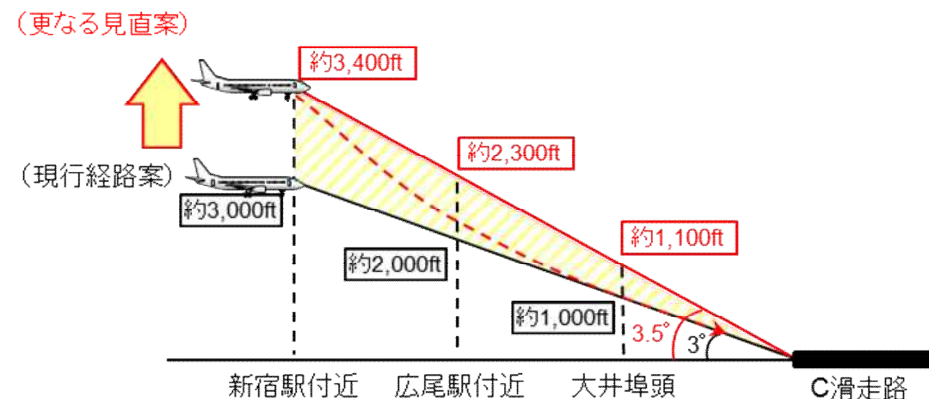 （更なる見直案）
約3,400ft
（現行経路案）
約2,300ft
約3,000ft
約1,100ft
約2,000ft
約1,000ft
3.5°
3°
新宿駅付近
広尾駅付近
大井埠頭
C滑走路